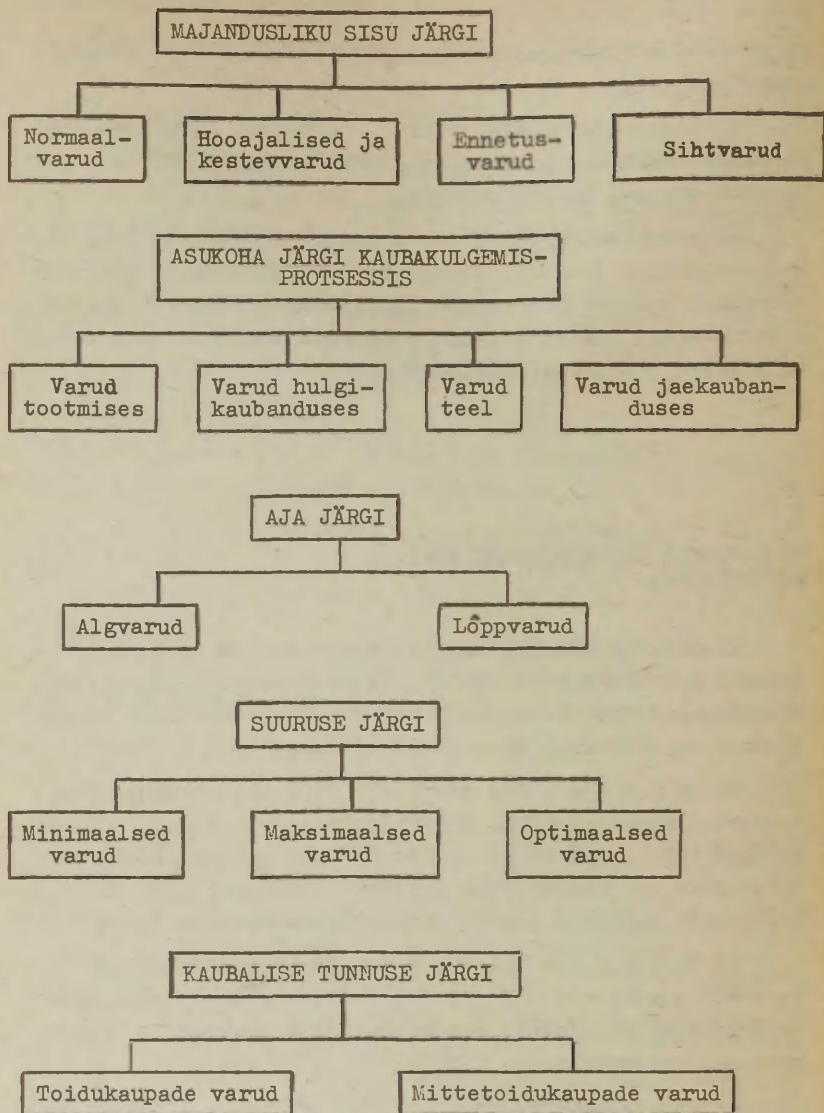 MAJANDUSLIKU SISU JÄRGI
Normaal-
varud
Hooajalised ja
kestevvarud
Ennetus-
varud
Sihtvarud
ASUKOHA JÄRGI KAUBAKULGEMIS-
PROTSESSIS
Varud
tootmises
Varud hulgi-
kaubanduses
Varud
teel
Varud jaekauban-
duses
AJA JÄRGI
Algvarud
Lõppvarud
SUURUSE JÄRGI
Minimaalsed
varud
Maksimaalsed
varud
Optimaalsed
varud
KAUBALISE TUNNUSE JÄRGI
Toidukaupade varud
Mittetoidukaupade varud